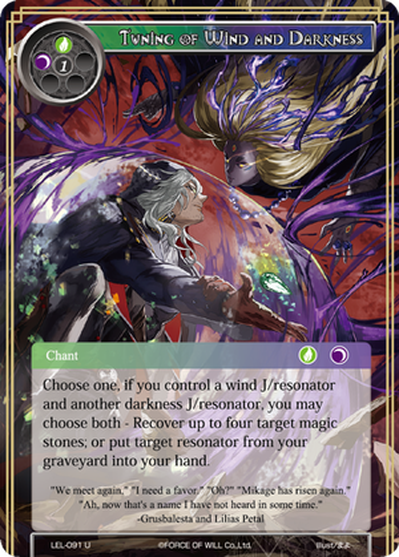 Tuning of Wind and Darkness
1
Chant
Choose one, if you control a wind J/resonator
and another darkness J/resonator, you may
choose both - Recover up to four target magic
stones; or put target resonator from your
graveyard into your hand.
"We meet again." "I need a favor." "Oh?" "Mikage has risen again."
"Ah, now that's a name I have not heard in some time."
-Grusbalesta and Lilias Petal
LEL-091 U
©FORCE OF WILL Co.,Ltd.
Illust/